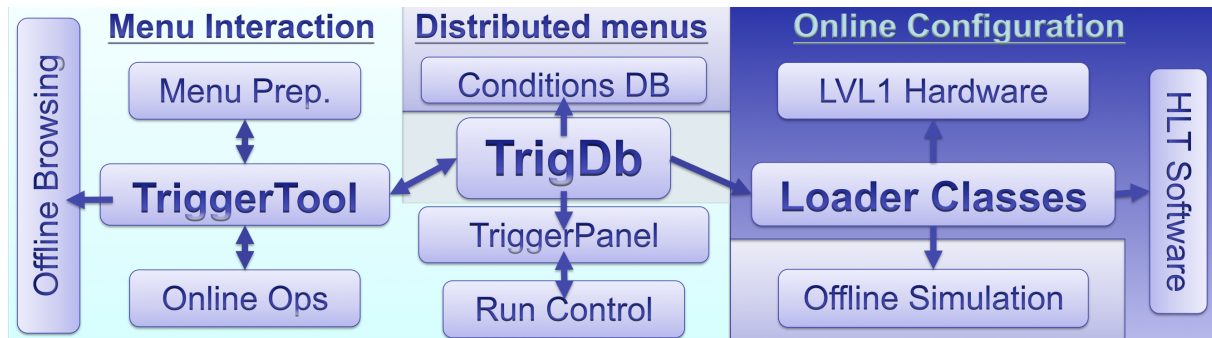 Offline Browsing
Menu Interaction
Menu Prep.
TriggerTool
Online Ops
Distributed menus
Conditions DB
TrigDb
TriggerPanel
Run Control
Online Configuration
LVL1 Hardware
Loader Classes
Offline Simulation
HLT Software